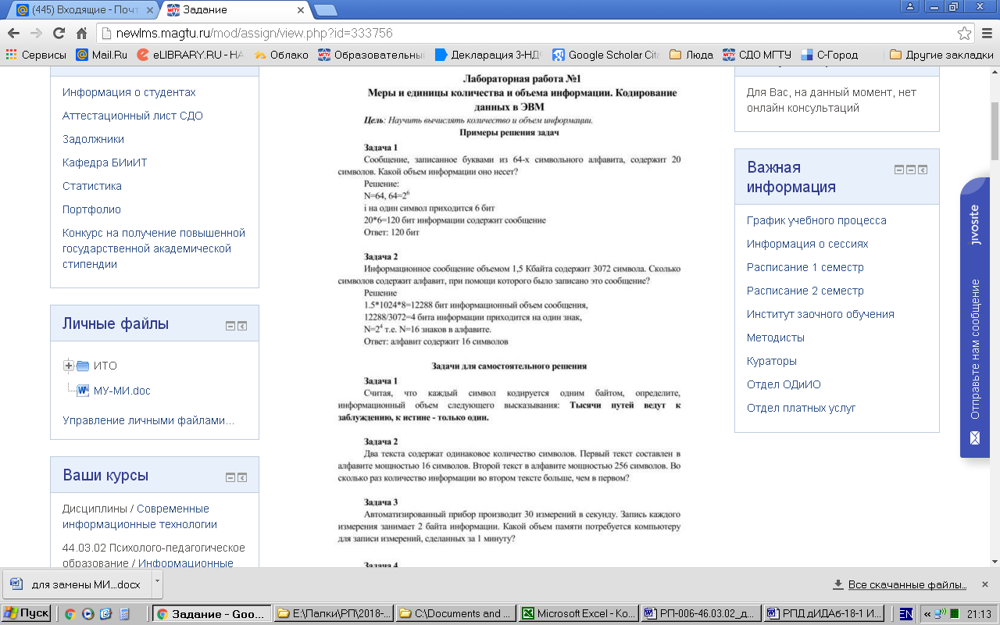 (445) Входящие - Почт
Задание
newlms.magtu.ru/mod/assign/view.php?id=333756
Сервисы
Mail.Ru
eLIBRARY.RU - НА
Облако
Образовательны
Декларация 3-НДФ
Google Scholar Cita
Люда
СДО МГТУ
С-Город
Другие закладки
Информация о студентах
Аттестационный лист СДО
Задолжники
Кафедра БИиИТ
Статистика
Портфолио
Конкурс на получение повышенной
государственной академической
стипендии
Личные файлы
ИТО
МУ-МИ.doc
Управление личными файлами...
Ваши курсы
Дисциплины / Современные
информационные технологии
44.03.02 Психолого-педагогическое
образование / Информационные
Лабораторная работа №1
Меры и единицы количества и объема информации. Кодирование
данных в ЭВМ
Цель: Научить вычислять количество и объем информации.
Примеры решения задач
Задача 1
Сообщение, записанное буквами из 64-х символьного алфавита, содержит 20
символов. Какой объем информации оно несет?
Решение:
N=64, 64=2⁶
i на один символ приходится 6 бит
20*6=120 бит информации содержит сообщение
Ответ: 120 бит
Задача 2
Информационное сообщение объемом 1,5 Кбайта содержит 3072 символа. Сколько
символов содержит алфавит, при помощи которого было записано это сообщение?
Решение
1.5*1024*8=12288 бит информационный объем сообщения,
12288/3072=4 бита информации приходится на один знак,
N=2⁴ т.е. N=16 знаков в алфавите.
Ответ: алфавит содержит 16 символов
Задачи для самостоятельного решения
Задача 1
Считая, что каждый символ кодируется одним байтом, определите,
информационный объем следующего высказывания: Тысячи путей ведут к
заблуждению, к истине - только один.
Задача 2
Два текста содержат одинаковое количество символов. Первый текст составлен в
алфавите мощностью 16 символов. Второй текст в алфавите мощностью 256 символов. Во
сколько раз количество информации во втором тексте больше, чем в первом?
Задача 3
Автоматизированный прибор производит 30 измерений в секунду. Запись каждого
измерения занимает 2 байта информации. Какой объем памяти потребуется компьютеру
для записи измерений, сделанных за 1 минуту?
Задача 4
Для Вас, на данный момент, нет
онлайн консультаций
Важная
информация
График учебного процесса
Информация о сессиях
Расписание 1 семестр
Расписание 2 семестр
Институт заочного обучения
Методисты
Кураторы
Отдел ОДиИО
Отдел платных услуг
jivosite
Отправьте нам сообщение
для замены МИ....docx
Все скачанные файлы...
Пуск
Задание - Goo...
E:\Папки\РП\2018-...
C:\Documents and ...
Microsoft Excel - Ко...
РП-006-46.03.02_д...
РПД дИДАб-18-1 И...
EN
21:13